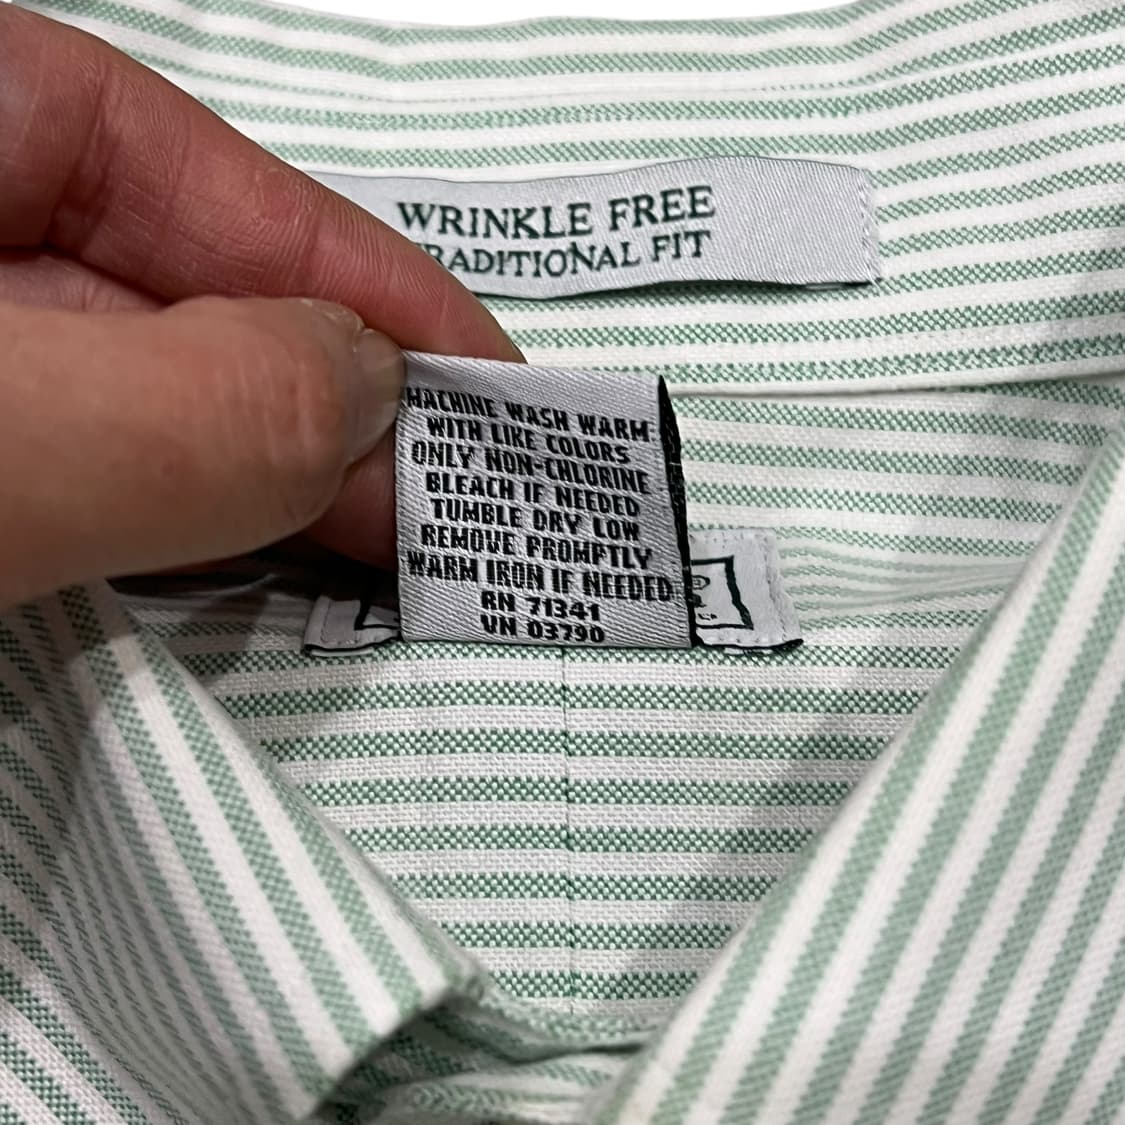 WRINKLE FREE
TRADITIONAL FIT
MACHINE WASH WARM
WITH LIKE COLORS
ONLY NON-CHLORINE
BLEACH IF NEEDED
TUMBLE DRY LOW
REMOVE PROMPTLY
WARM IRON IF NEEDED
RN 71341
VN 03790